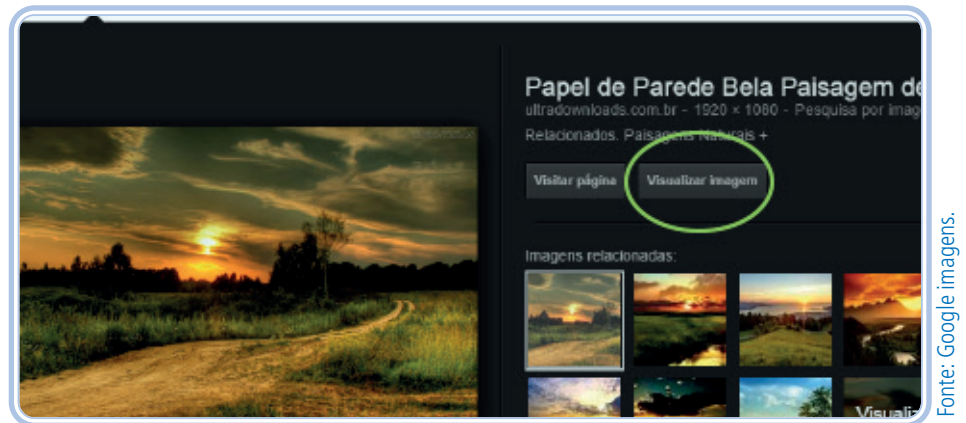 Papel de Parede Bela Paisagem de
ultradownloads.com.br - 1920 × 1080 - Pesquisa por imag
Relacionados. Paisagens Naturais +
Visitar página
Visualizar imagem
Imagens relacionadas:
Visualiz
Fonte: Google imagens.